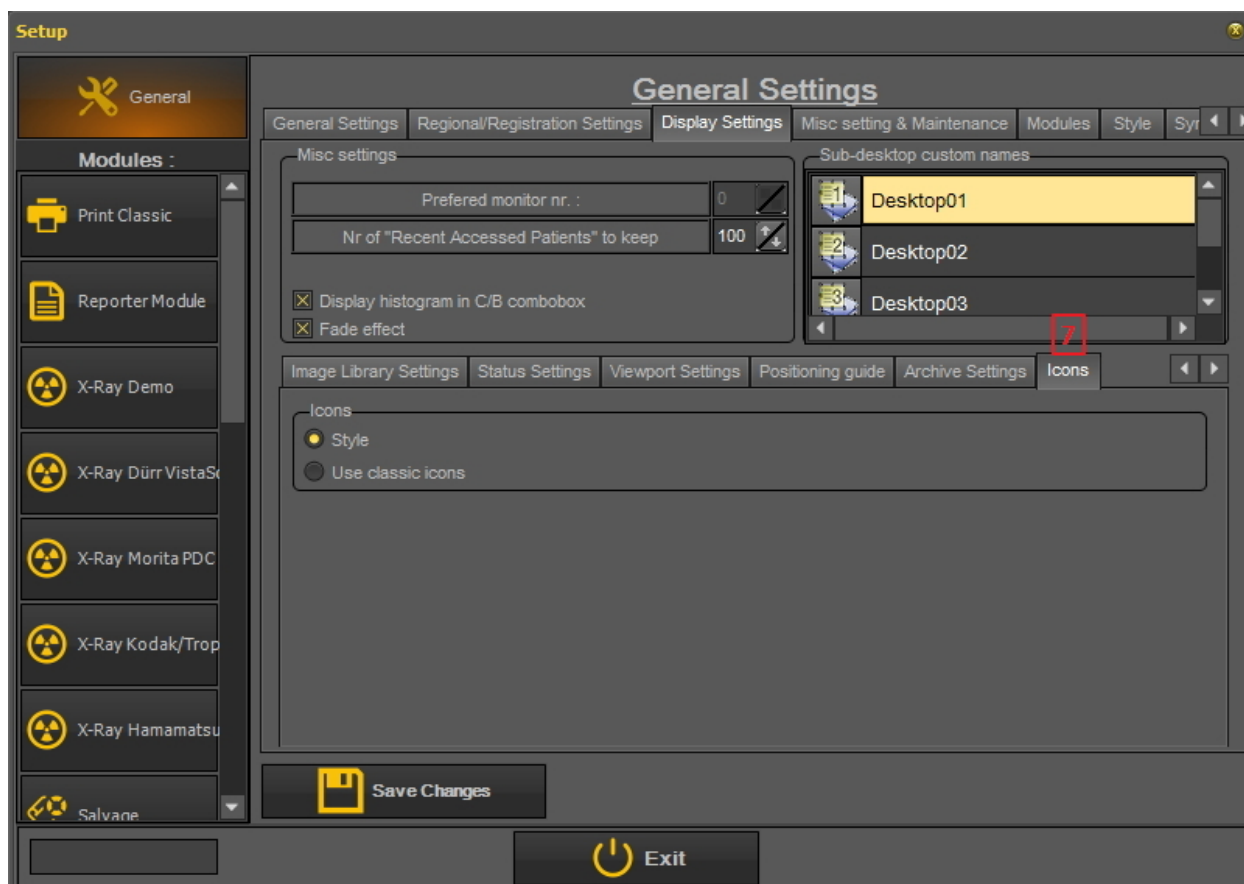 Setup
General
Modules :
Print Classic
Reporter Module
X-Ray Demo
X-Ray Dürr VistaSc
X-Ray Morita PDC
X-Ray Kodak/Trop
X-Ray Hamamatsu
Salvage
General Settings
General Settings Regional/Registration Settings Display Settings Misc setting & Maintenance Modules Style Syr
Misc settings
Prefered monitor nr. : 0
Nr of "Recent Accessed Patients" to keep 100
Display histogram in C/B combobox
Fade effect
Sub-desktop custom names
1 Desktop01
2 Desktop02
3 Desktop03
7
Image Library Settings Status Settings Viewport Settings Positioning guide Archive Settings Icons
Icons
Style
Use classic icons
Save Changes
Exit